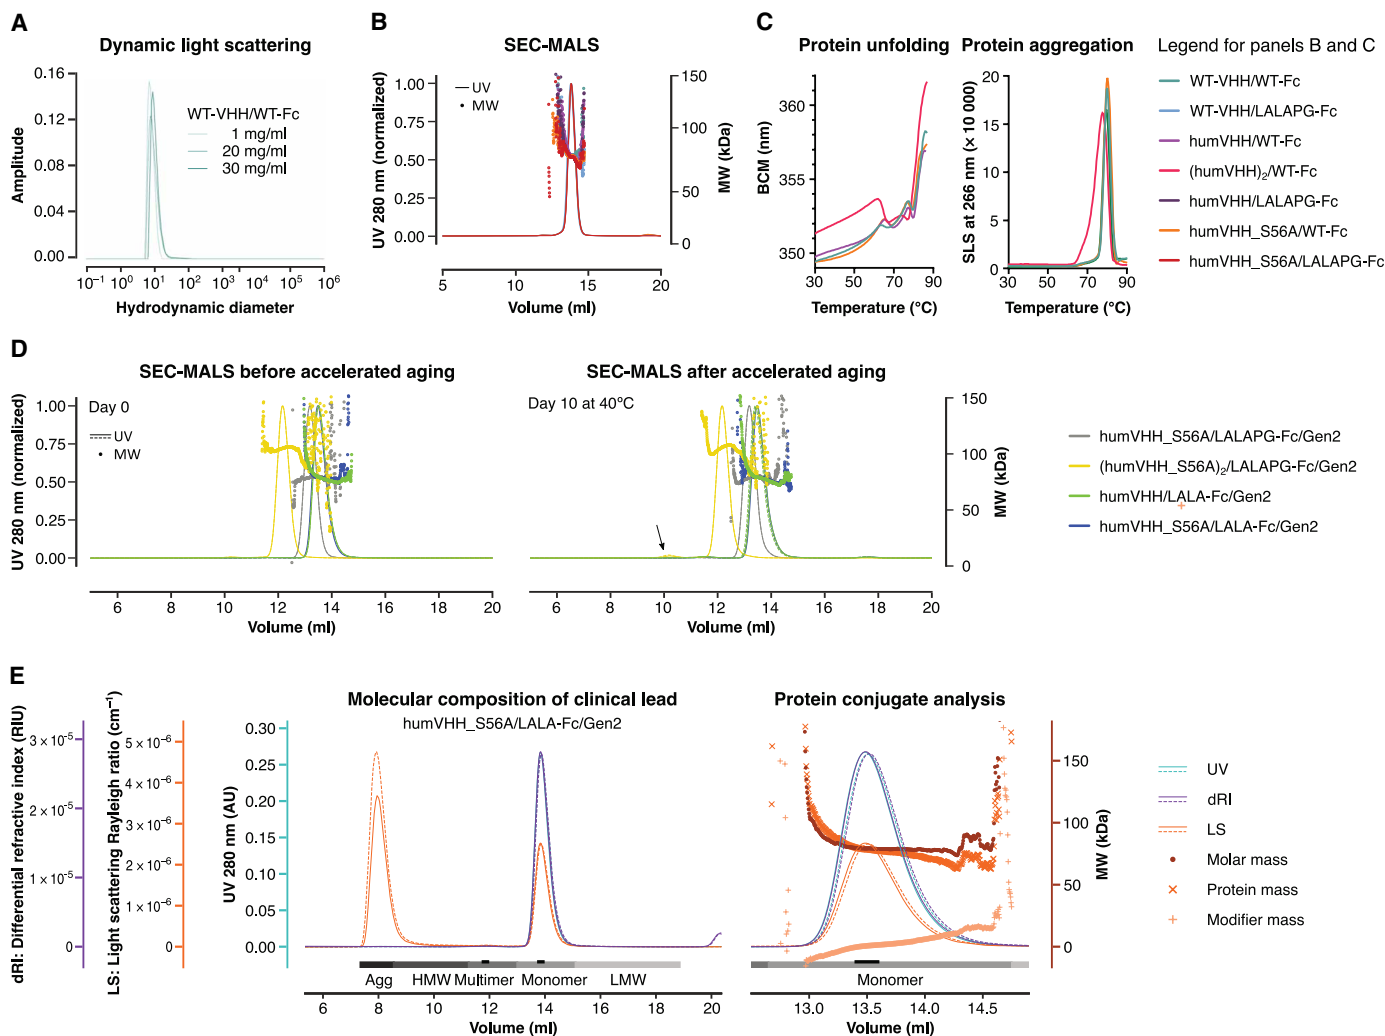 A
Dynamic light scattering
Amplitude
0.16
0.12
0.08
0.04
0.00
WT-VHH/WT-Fc
1 mg/ml
20 mg/ml
30 mg/ml
10⁻¹ 10⁰ 10¹ 10² 10³ 10⁴ 10⁵ 10⁶
Hydrodynamic diameter
B
SEC-MALS
UV 280 nm (normalized)
1.00
0.75
0.50
0.25
0.00
UV
MW
150
100
50
0
MW (kDa)
5 10 15 20
Volume (ml)
C
Protein unfolding
BCM (nm)
360
355
350
30 50 70 90
Temperature (°C)
Protein aggregation
SLS at 266 nm (× 10 000)
20
15
10
5
0
30 50 70 90
Temperature (°C)
Legend for panels B and C
WT-VHH/WT-Fc
WT-VHH/LALAPG-Fc
humVHH/WT-Fc
(humVHH)₂/WT-Fc
humVHH/LALAPG-Fc
humVHH_S56A/WT-Fc
humVHH_S56A/LALAPG-Fc
D
SEC-MALS before accelerated aging
UV 280 nm (normalized)
1.00
0.75
0.50
0.25
0.00
Day 0
UV
MW
6 8 10 12 14 16 18 20
Volume (ml)
SEC-MALS after accelerated aging
Day 10 at 40°C
150
100
50
0
MW (kDa)
6 8 10 12 14 16 18 20
Volume (ml)
humVHH_S56A/LALAPG-Fc/Gen2
(humVHH_S56A)₂/LALAPG-Fc/Gen2
humVHH/LALA-Fc/Gen2
humVHH_S56A/LALA-Fc/Gen2
E
dRI: Differential refractive index (RIU)
3 × 10⁻⁵
2 × 10⁻⁵
1 × 10⁻⁵
0
LS: Light scattering Rayleigh ratio (cm⁻¹)
5 × 10⁻⁶
4 × 10⁻⁶
3 × 10⁻⁶
2 × 10⁻⁶
1 × 10⁻⁶
0
Molecular composition of clinical lead
humVHH_S56A/LALA-Fc/Gen2
UV 280 nm (AU)
0.30
0.25
0.20
0.15
0.10
0.05
0.00
Agg HMW Multimer Monomer LMW
6 8 10 12 14 16 18 20
Volume (ml)
Protein conjugate analysis
150
100
50
0
MW (kDa)
Monomer
13.0 13.5 14.0 14.5
Volume (ml)
UV
dRI
LS
Molar mass
Protein mass
Modifier mass